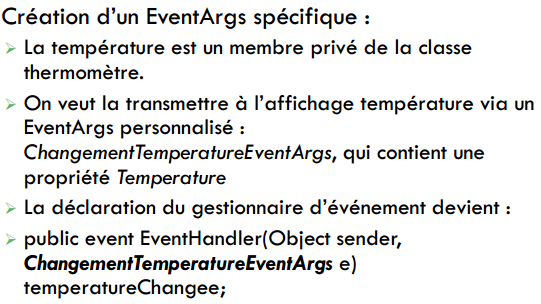 Création d’un EventArgs spécifique :
➢ La température est un membre privé de la classe
thermomètre.
➢ On veut la transmettre à l’affichage température via un
EventArgs personnalisé :
ChangementTemperatureEventArgs, qui contient une
propriété Temperature
➢ La déclaration du gestionnaire d’événement devient :
➢ public event EventHandler(Object sender,
ChangementTemperatureEventArgs e)
temperatureChangee;